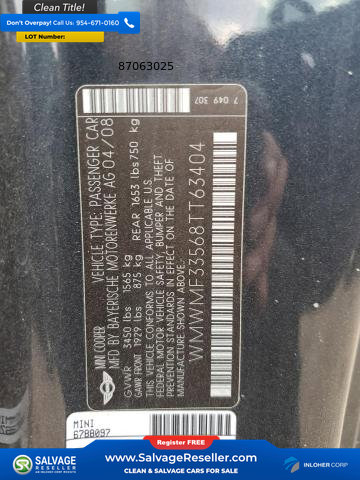 Clean Title!
Don't Overpay! Call Us: 954-671-0160
LOT Number:
87063025
MINI COOPER
VEHICLE TYPE: PASSENGER CAR
MFD BY BAYERISCHE MOTORENWERKE AG 04/08
GVWR 3450 lbs 1565 kg
GAWR FRONT 1929 lbs 875 kg REAR 1653 lbs 750 kg
THIS VEHICLE CONFORMS TO ALL APPLICABLE U.S.
FEDERAL MOTOR VEHICLE SAFETY, BUMPER AND THEFT
PREVENTION STANDARDS IN EFFECT ON THE DATE OF
MANUFACTURE SHOWN ABOVE.
WMWMF33568TT63404
7 049 307
MINI
6788097
Register FREE
SALVAGE
RESELLER.COM
www.SalvageReseller.com
CLEAN & SALVAGE CARS FOR SALE
INLOHER CORP